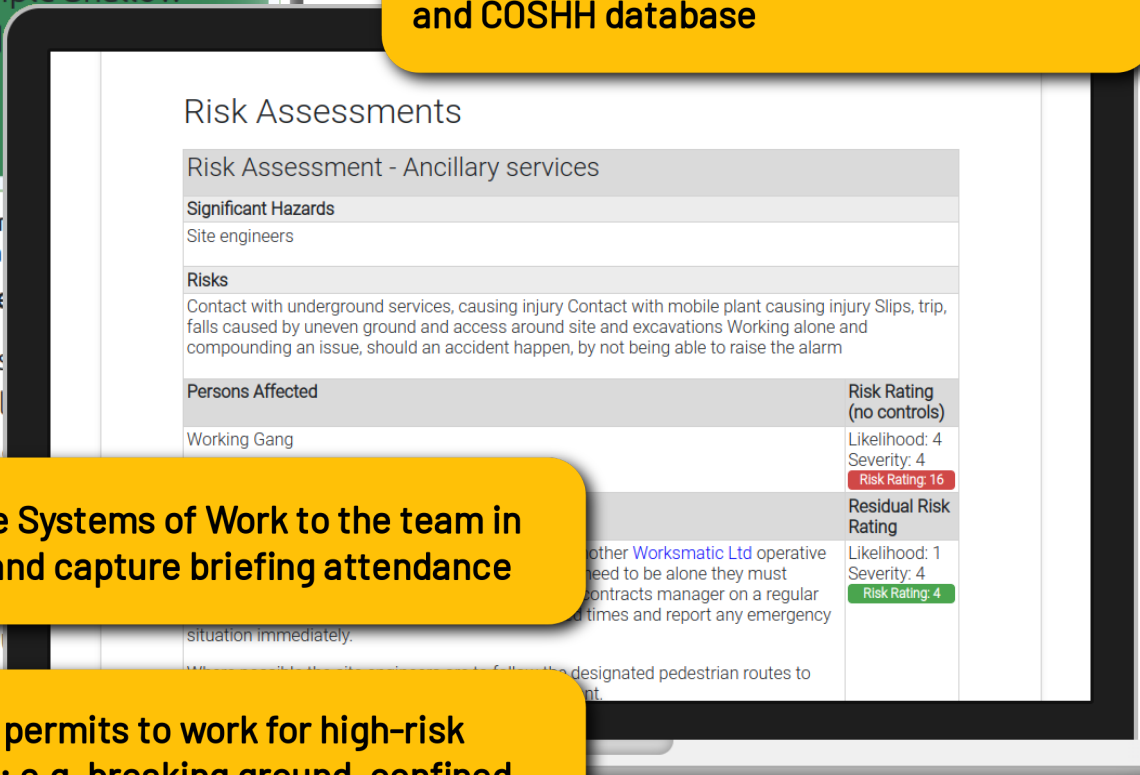 and COSHH database
Risk Assessments
Risk Assessment - Ancillary services
Significant Hazards
Site engineers
Risks
Contact with underground services, causing injury Contact with mobile plant causing injury Slips, trip,
falls caused by uneven ground and access around site and excavations Working alone and
compounding an issue, should an accident happen, by not being able to raise the alarm
Persons Affected
Risk Rating
(no controls)
Working Gang
Likelihood: 4
Severity: 4
Risk Rating: 16
Systems of Work to the team in
and capture briefing attendance
Residual Risk
Rating
Worksmatic Ltd operative
need to be alone they must
contracts manager on a regular
times and report any emergency
situation immediately.
Likelihood: 1
Severity: 4
Risk Rating: 4
designated pedestrian routes to
permits to work for high-risk
e.g. breaking ground, confined